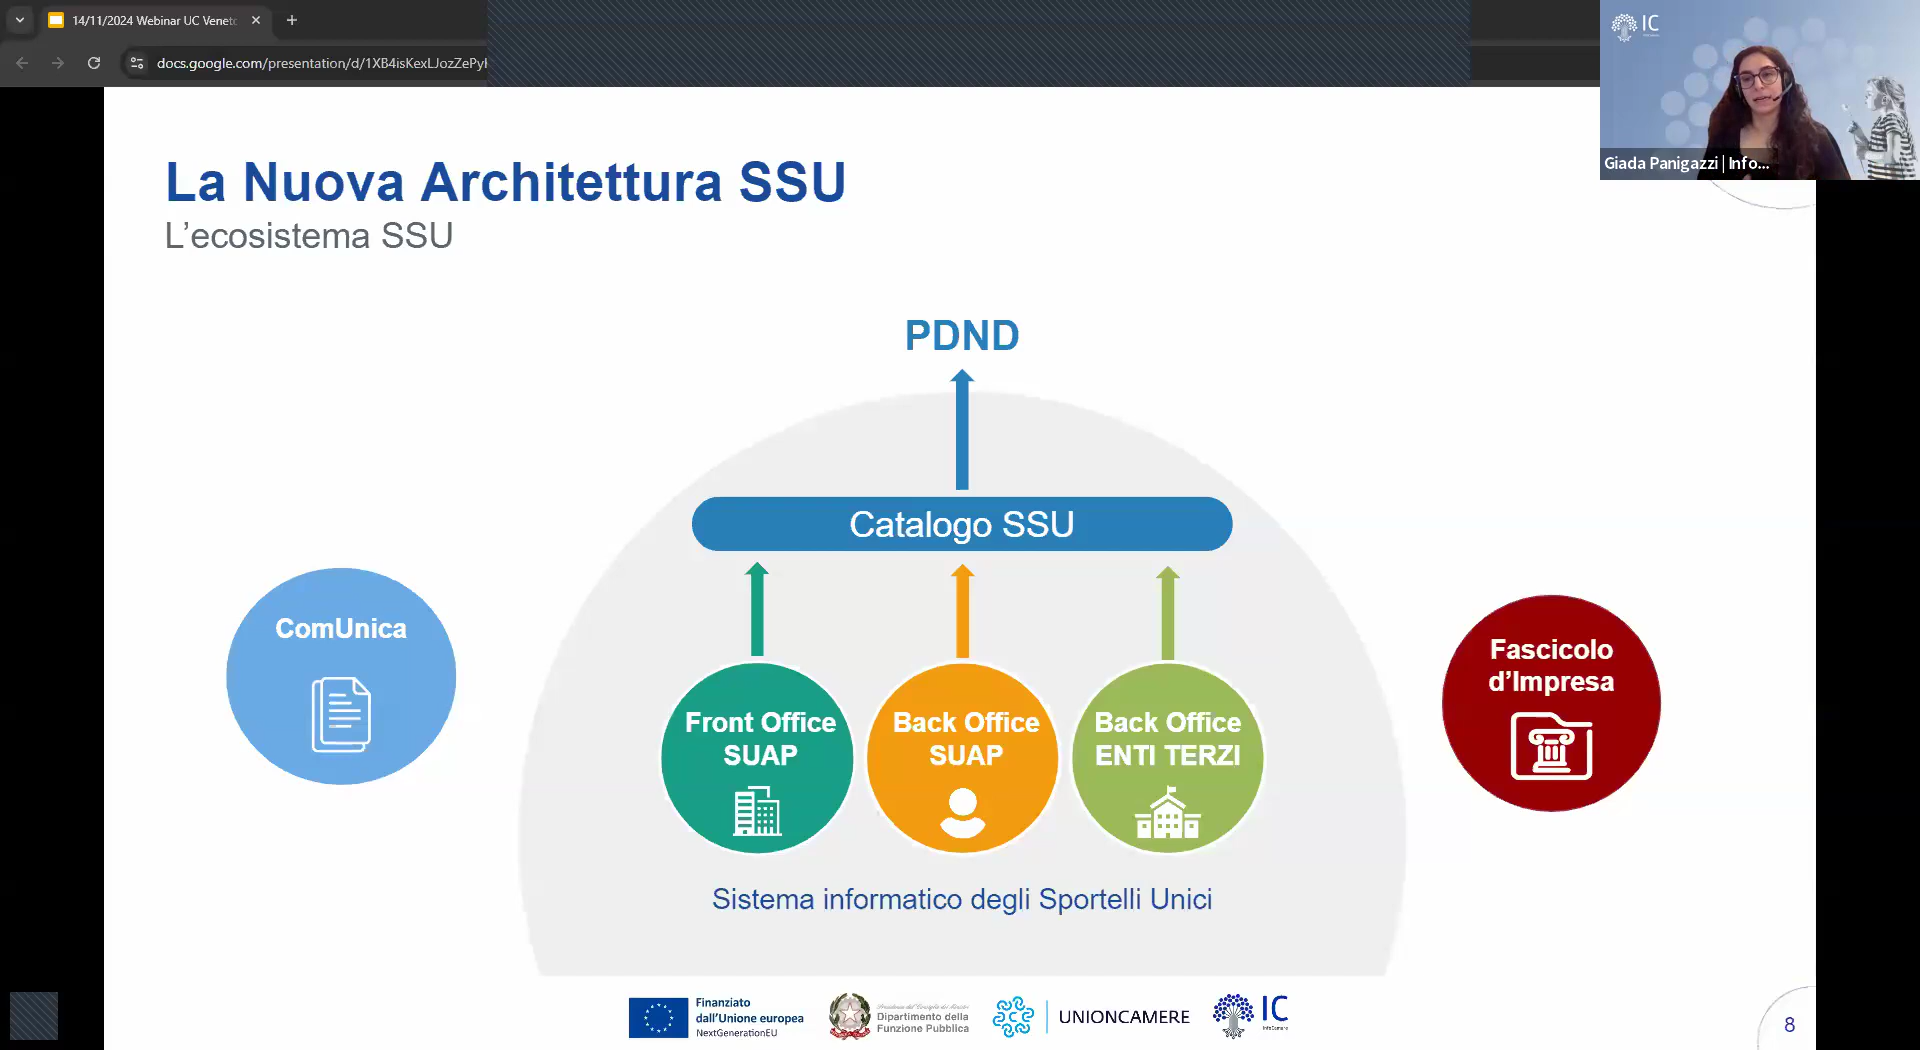 14/11/2024 Webinar UC Veneto
docs.google.com/presentation/d/1XB4isKexLJozZePyl
IC
Giada Panigazzi | Info...
La Nuova Architettura SSU
L'ecosistema SSU
PDND
Catalogo SSU
ComUnica
Front Office
SUAP
Back Office
SUAP
Back Office
ENTI TERZI
Fascicolo
d'Impresa
Sistema informatico degli Sportelli Unici
Finanziato
dall'Unione europea
NextGenerationEU
Presidenza del Consiglio dei Ministri
Dipartimento della
Funzione Pubblica
UNIONCAMERE
IC
InfoCamere
8